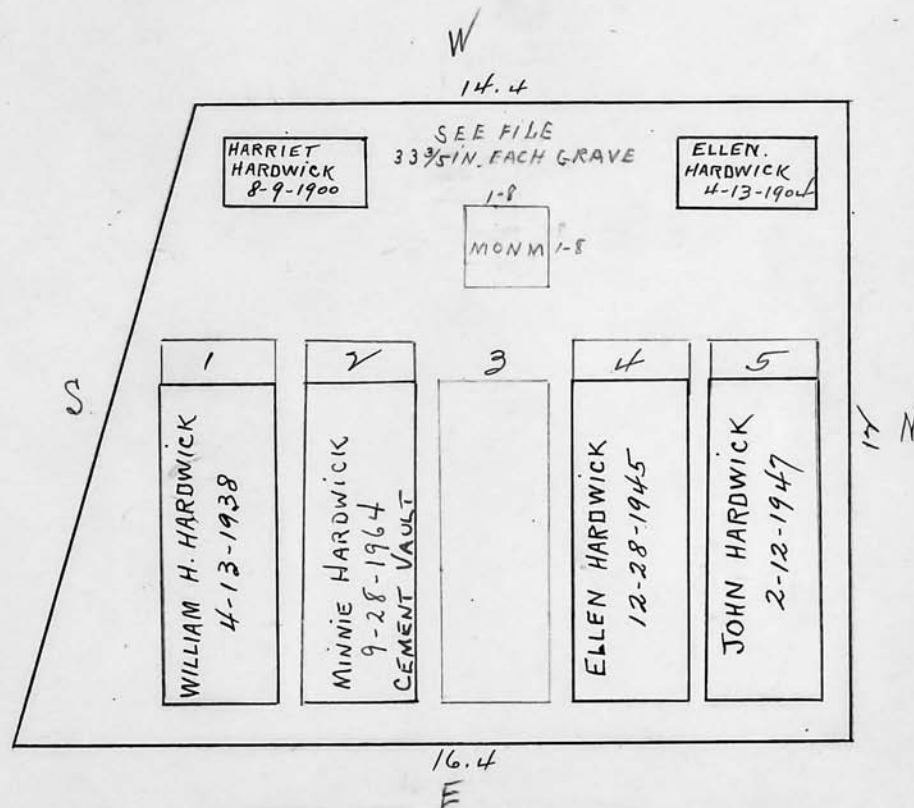 W
14.4
SEE FILE
33 3/5 IN. EACH GRAVE
HARRIET
HARDWICK
8-9-1900
ELLEN.
HARDWICK
4-13-1904
1-8
MONM
1-8
S
1
2
3
4
5
WILLIAM H. HARDWICK
4-13-1938
MINNIE HARDWICK
9-28-1964
CEMENT VAULT
ELLEN HARDWICK
12-28-1945
JOHN HARDWICK
2-12-1947
12
N
16.4
E